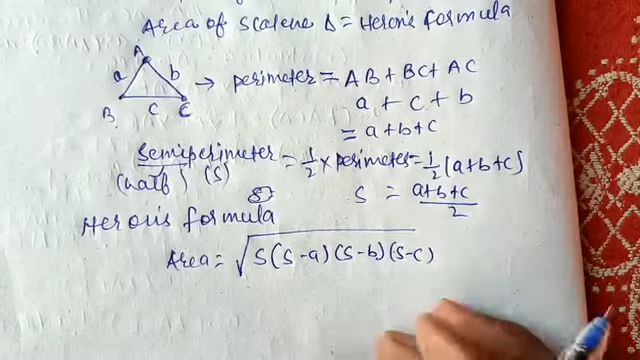 Area of scalene Δ = Heron's formula
A
a b → perimeter = AB + BC + AC
B C C
a + c + b
= a+b+c
Semiperimeter = 1/2 × perimeter = 1/2 (a+b+c)
(half) (S)
S = a+b+c/2
Heron's formula
Area = √S(S-a)(S-b)(S-c)